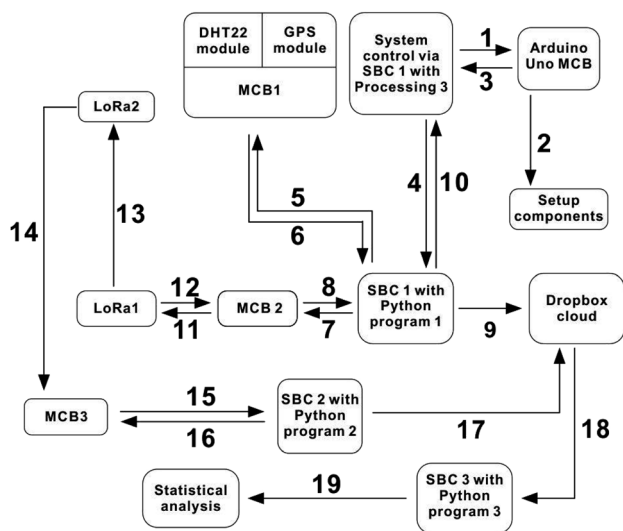 DHT22
module
GPS
module
MCB1
System
control via
SBC 1 with
Processing 3
1
3
Arduino
Uno MCB
2
Setup
components
LoRa2
14
13
5
6
4
10
LoRa1
12
11
MCB 2
8
7
SBC 1 with
Python
program 1
9
Dropbox
cloud
MCB3
15
16
SBC 2 with
Python
program 2
17
18
Statistical
analysis
19
SBC 3 with
Python
program 3